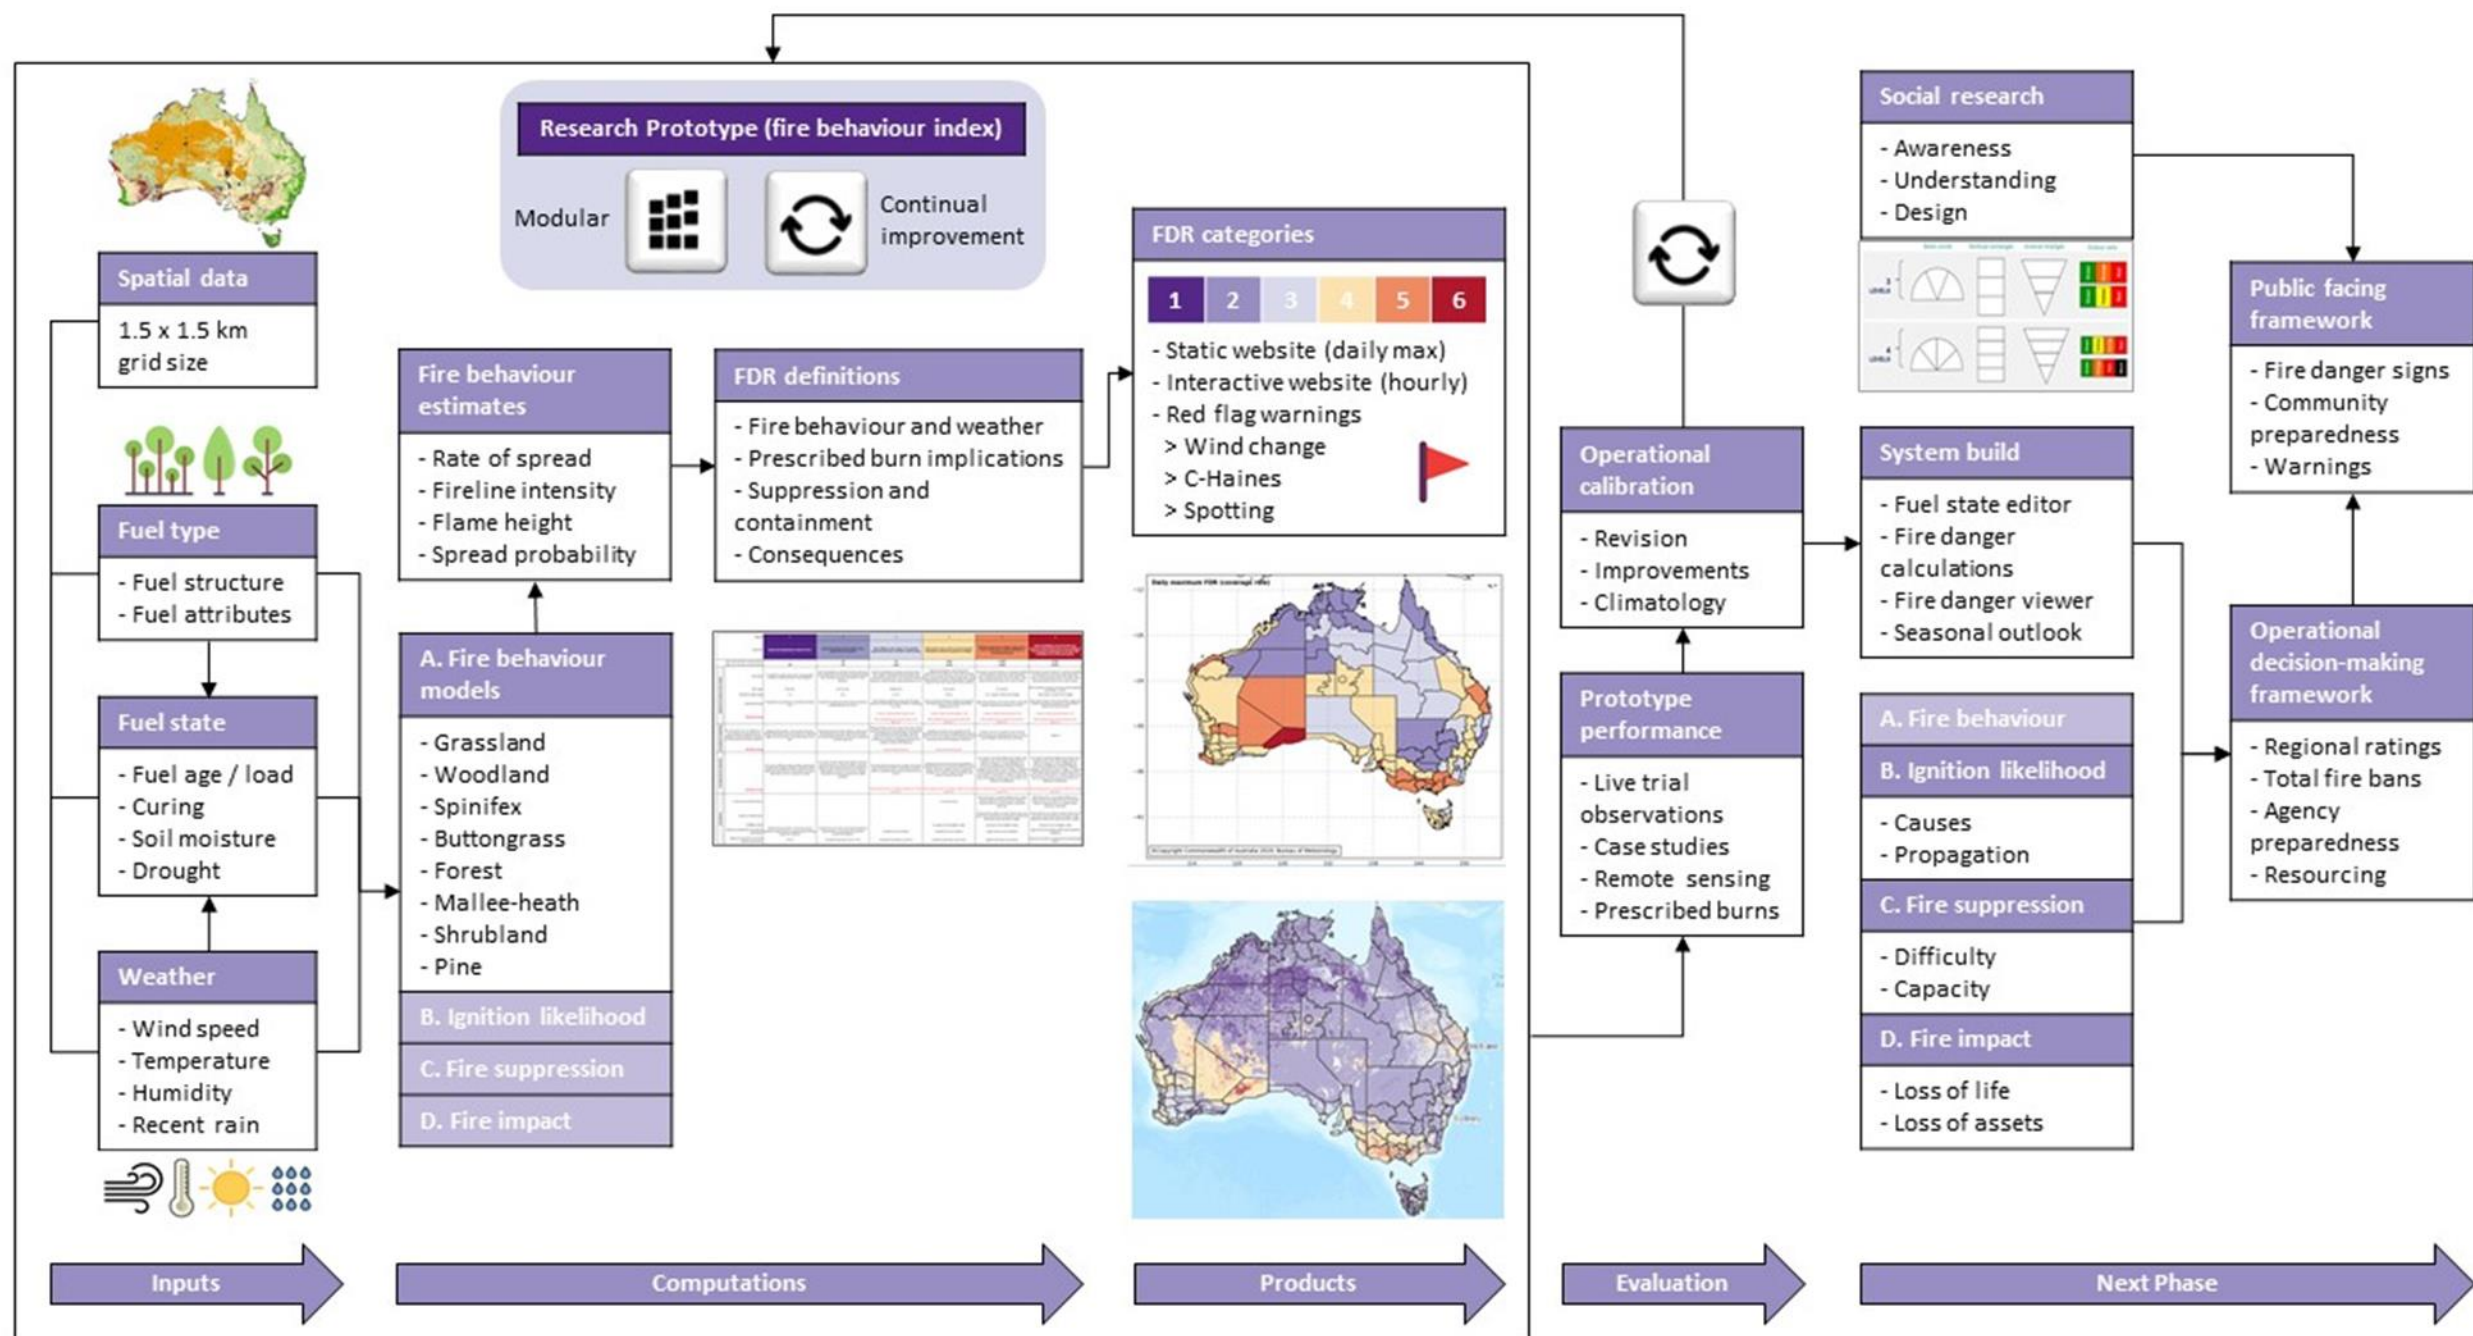 Research Prototype (fire behaviour index)
Modular
Continual
improvement
Spatial data
1.5 x 1.5 km
grid size
Fuel type
- Fuel structure
- Fuel attributes
Fuel state
- Fuel age / load
- Curing
- Soil moisture
- Drought
Weather
- Wind speed
- Temperature
- Humidity
- Recent rain
Fire behaviour
estimates
- Rate of spread
- Fireline intensity
- Flame height
- Spread probability
A. Fire behaviour
models
- Grassland
- Woodland
- Spinifex
- Buttongrass
- Forest
- Mallee-heath
- Shrubland
- Pine
B. Ignition likelihood
C. Fire suppression
D. Fire impact
FDR definitions
- Fire behaviour and weather
- Prescribed burn implications
- Suppression and
containment
- Consequences
FDR categories
1 2 3 4 5 6
- Static website (daily max)
- Interactive website (hourly)
- Red flag warnings
> Wind change
> C-Haines
> Spotting
Operational
calibration
- Revision
- Improvements
- Climatology
Prototype
performance
- Live trial
observations
- Case studies
- Remote sensing
- Prescribed burns
Social research
- Awareness
- Understanding
- Design
System build
- Fuel state editor
- Fire danger
calculations
- Fire danger viewer
- Seasonal outlook
A. Fire behaviour
B. Ignition likelihood
- Causes
- Propagation
C. Fire suppression
- Difficulty
- Capacity
D. Fire impact
- Loss of life
- Loss of assets
Public facing
framework
- Fire danger signs
- Community
preparedness
- Warnings
Operational
decision-making
framework
- Regional ratings
- Total fire bans
- Agency
preparedness
- Resourcing
Inputs
Computations
Products
Evaluation
Next Phase